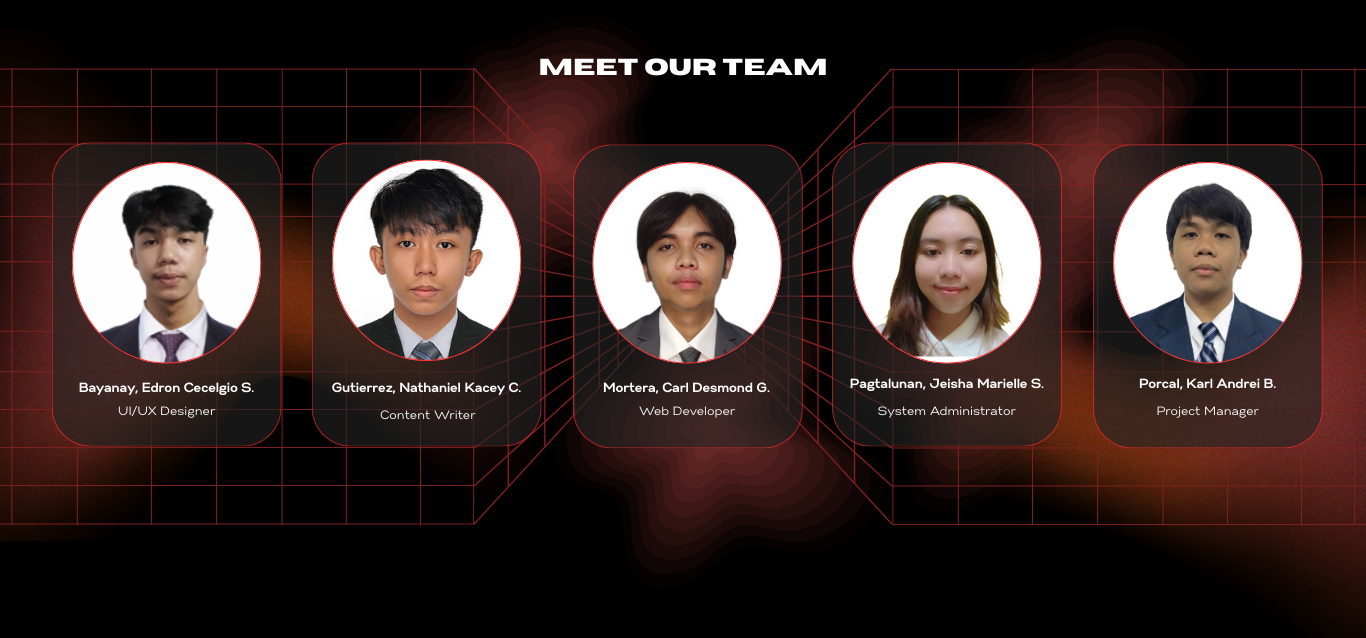 MEET OUR TEAM
Bayanay, Edron Cecelgio S.
UI/UX Designer
Gutierrez, Nathaniel Kacey C.
Content Writer
Mortera, Carl Desmond G.
Web Developer
Pagtalunan, Jeisha Marielle S.
System Administrator
Porcal, Karl Andrei B.
Project Manager